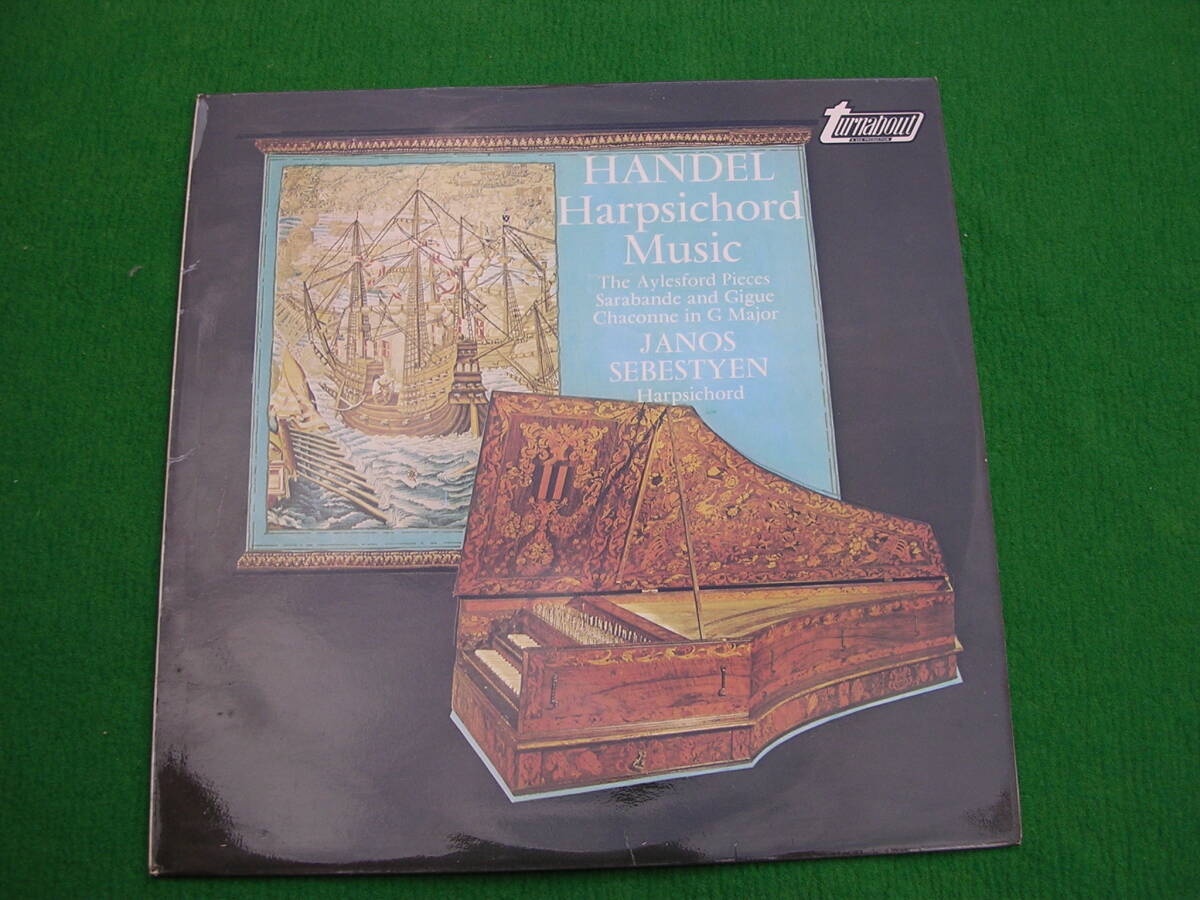 turnabout
HANDEL
Harpsichord
Music
The Aylesford Pieces
Sarabande and Gigue
Chaconne in G Major
JANOS
SEBESTYEN
Harpsichord